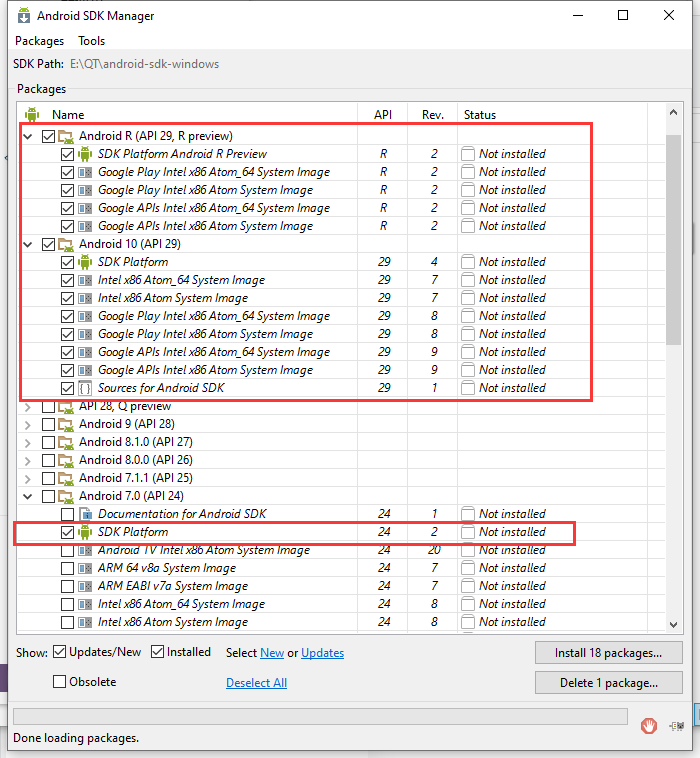 Android SDK Manager
Packages Tools
SDK Path: E:\QT\android-sdk-windows
Packages
Name API Rev. Status
Android R (API 29, R preview)
SDK Platform Android R Preview R 2 Not installed
Google Play Intel x86 Atom_64 System Image R 2 Not installed
Google Play Intel x86 Atom System Image R 2 Not installed
Google APIs Intel x86 Atom_64 System Image R 2 Not installed
Google APIs Intel x86 Atom System Image R 2 Not installed
Android 10 (API 29)
SDK Platform 29 4 Not installed
Intel x86 Atom_64 System Image 29 7 Not installed
Intel x86 Atom System Image 29 7 Not installed
Google Play Intel x86 Atom_64 System Image 29 8 Not installed
Google Play Intel x86 Atom System Image 29 8 Not installed
Google APIs Intel x86 Atom_64 System Image 29 9 Not installed
Google APIs Intel x86 Atom System Image 29 9 Not installed
{} Sources for Android SDK 29 1 Not installed
API 28, Q preview
Android 9 (API 28)
Android 8.1.0 (API 27)
Android 8.0.0 (API 26)
Android 7.1.1 (API 25)
Android 7.0 (API 24)
Documentation for Android SDK 24 1 Not installed
SDK Platform 24 2 Not installed
Android TV Intel x86 Atom System Image 24 20 Not installed
ARM 64 v8a System Image 24 7 Not installed
ARM EABI v7a System Image 24 7 Not installed
Intel x86 Atom_64 System Image 24 8 Not installed
Intel x86 Atom System Image 24 8 Not installed
Show: Updates/New Installed Select New or Updates Install 18 packages...
Obsolete Deselect All Delete 1 package...
Done loading packages.